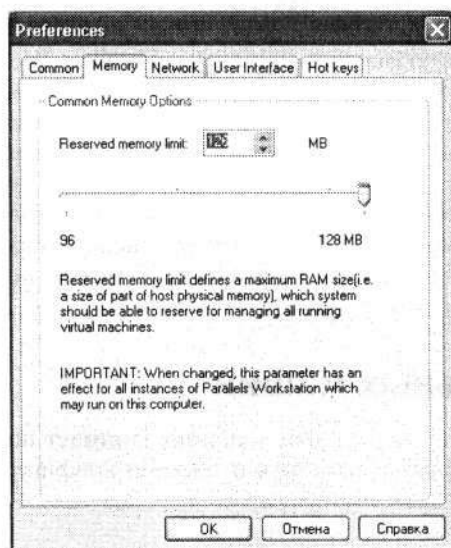 Preferences
Common Memory Network User Interface Hot keys
Common Memory Options
Reserved memory limit: MB
96 128 MB
Reserved memory limit defines a maximum RAM size(i.e.
a size of part of host physical memory), which system
should be able to reserve for managing all running
virtual machines.
IMPORTANT: When changed, this parameter has an
effect for all instances of Parallels Workstation which
may run on this computer.
OK Отмена Справка